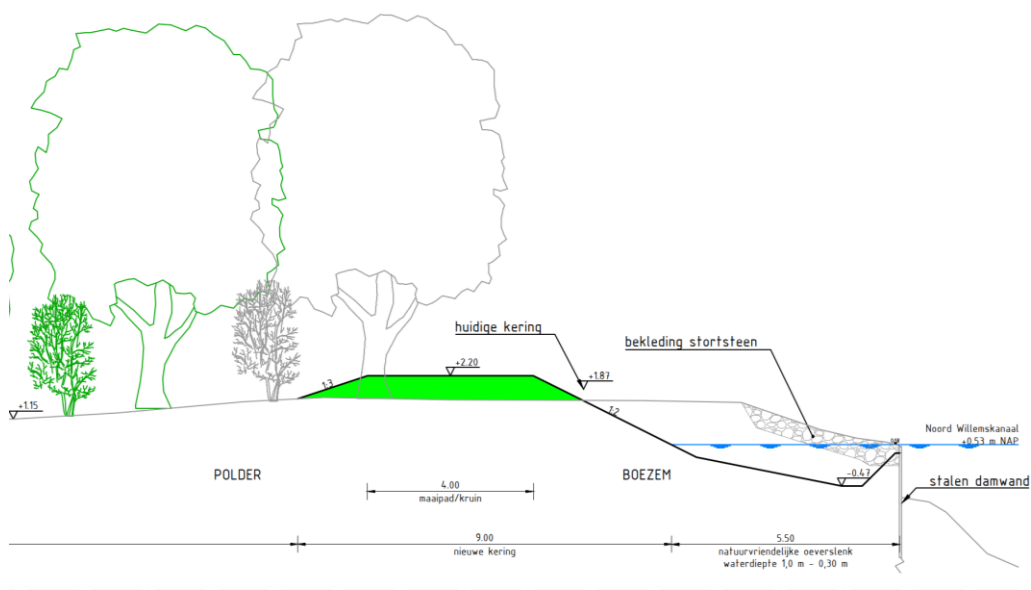 huidige kering
bekleding stortsteen
+2.20
+1.87
1:3
+1.15
1:2
Noord Willemskanaal
+0.53 m NAP
POLDER
BOEZEM
-0.47
stalen damwand
4.00
maaipad/kruin
9.00
nieuwe kering
5.50
natuurvriendelijke oeverslenk
waterdiepte 1,0 m - 0,30 m